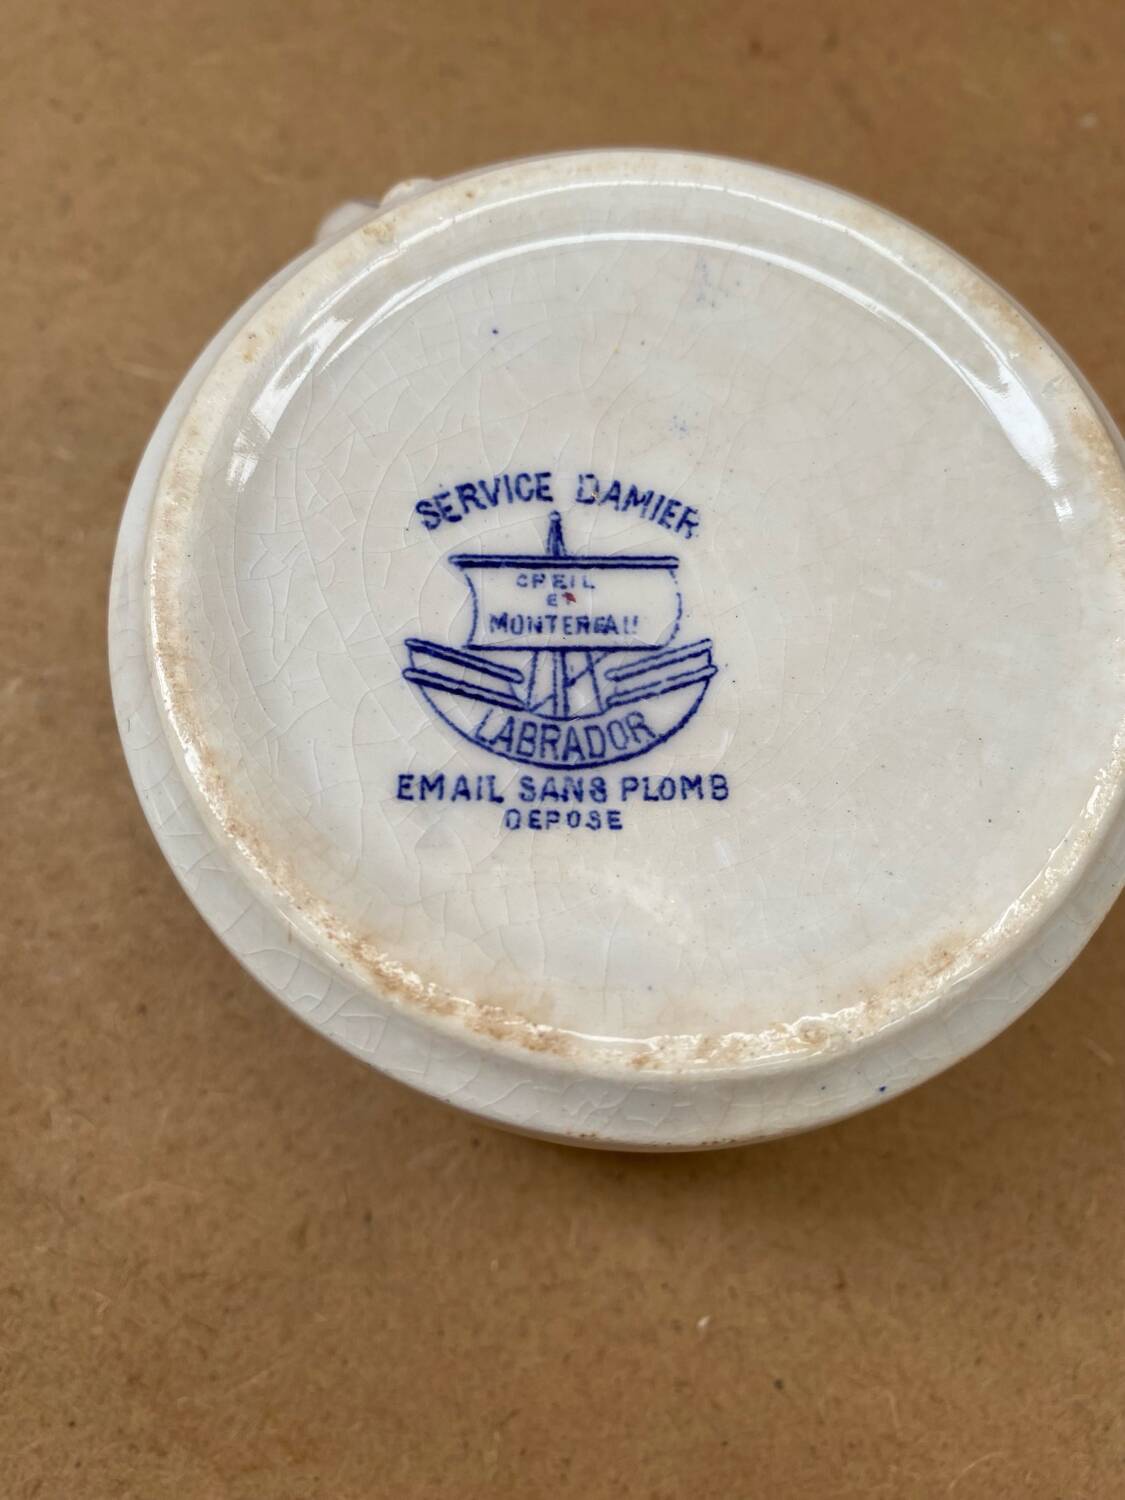 SERVICE DAMIER
CREIL
ET
MONTEREAU
LABRADOR
EMAIL SANS PLOMB
DEPOSE